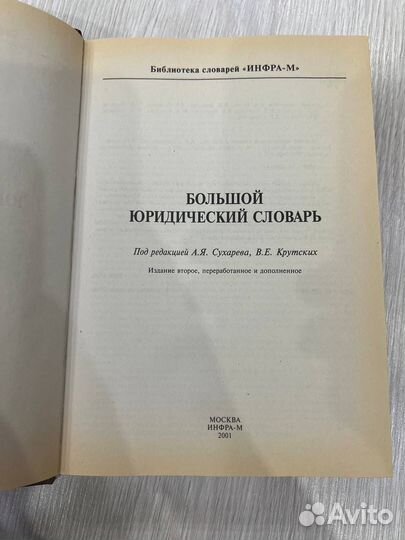 Библиотека словарей «ИНФРА-М»
БОЛЬШОЙ
ЮРИДИЧЕСКИЙ СЛОВАРЬ
Под редакцией А.Я. Сухарева, В.Е. Крутских
Издание второе, переработанное и дополненное
МОСКВА
ИНФРА-М
2001
Avito